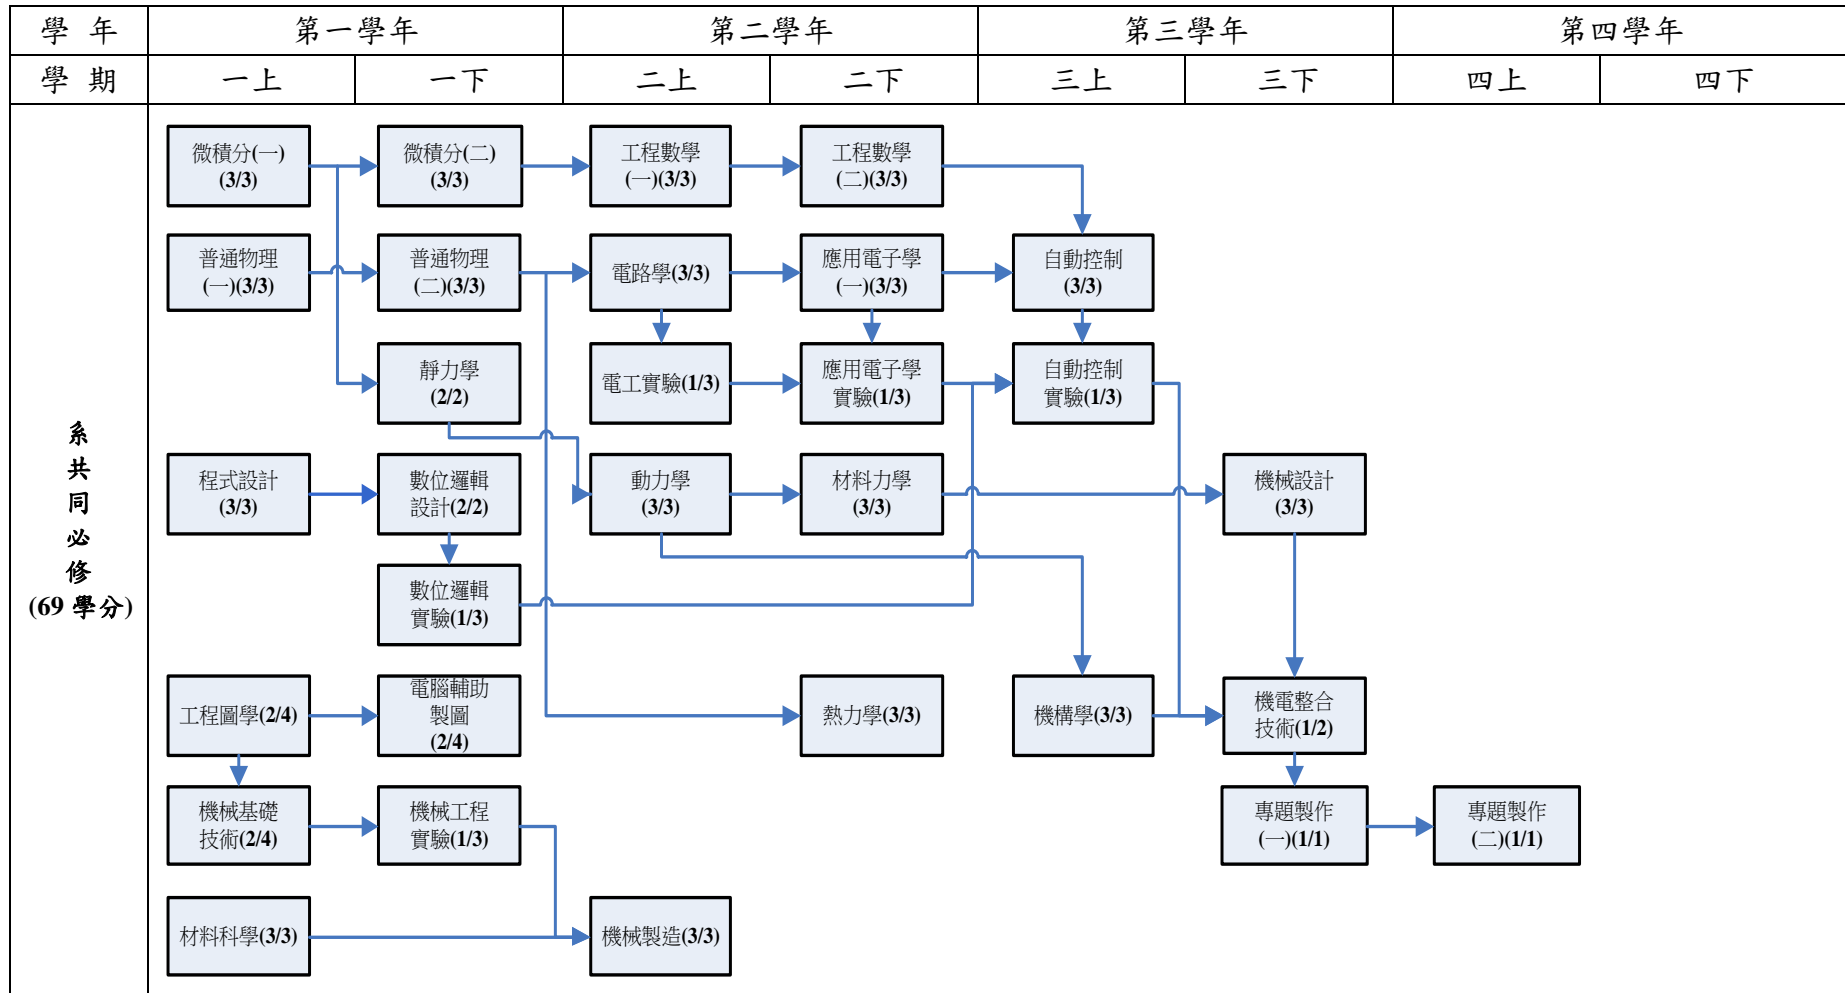 學 年
第一學年
第二學年
第三學年
第四學年
學 期
一上
一下
二上
二下
三上
三下
四上
四下
系
共
同
必
修
(69 學分)
微積分(一)
(3/3)
微積分(二)
(3/3)
工程數學
(一)(3/3)
工程數學
(二)(3/3)
普通物理
(一)(3/3)
普通物理
(二)(3/3)
電路學(3/3)
應用電子學
(一)(3/3)
自動控制
(3/3)
靜力學
(2/2)
電工實驗(1/3)
應用電子學
實驗(1/3)
自動控制
實驗(1/3)
程式設計
(3/3)
數位邏輯
設計(2/2)
動力學
(3/3)
材料力學
(3/3)
機械設計
(3/3)
數位邏輯
實驗(1/3)
工程圖學(2/4)
電腦輔助
製圖
(2/4)
熱力學(3/3)
機構學(3/3)
機電整合
技術(1/2)
機械基礎
技術(2/4)
機械工程
實驗(1/3)
專題製作
(一)(1/1)
專題製作
(二)(1/1)
材料科學(3/3)
機械製造(3/3)